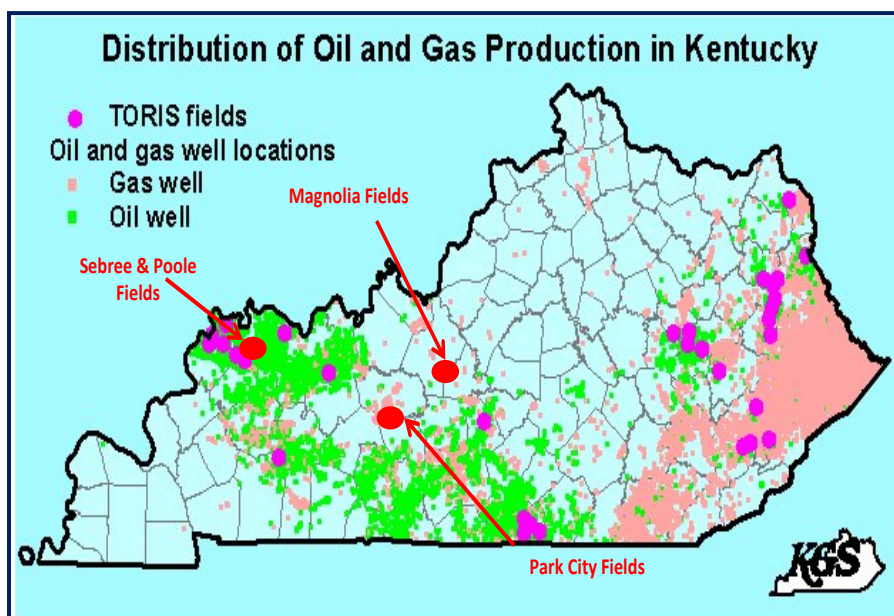 Distribution of Oil and Gas Production in Kentucky
TORIS fields
Oil and gas well locations
Gas well
Oil well
Magnolia Fields
Sebree & Poole
Fields
Park City Fields
KGS